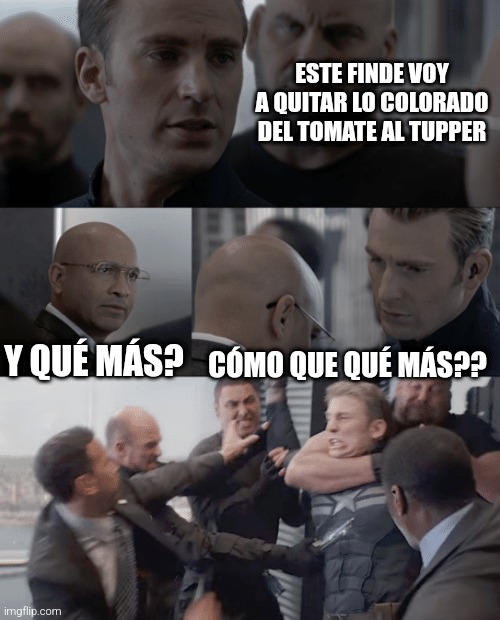 ESTE FINDE VOY
A QUITAR LO COLORADO
DEL TOMATE AL TUPPER
Y QUÉ MÁS?
CÓMO QUE QUÉ MÁS??
imgflip.com